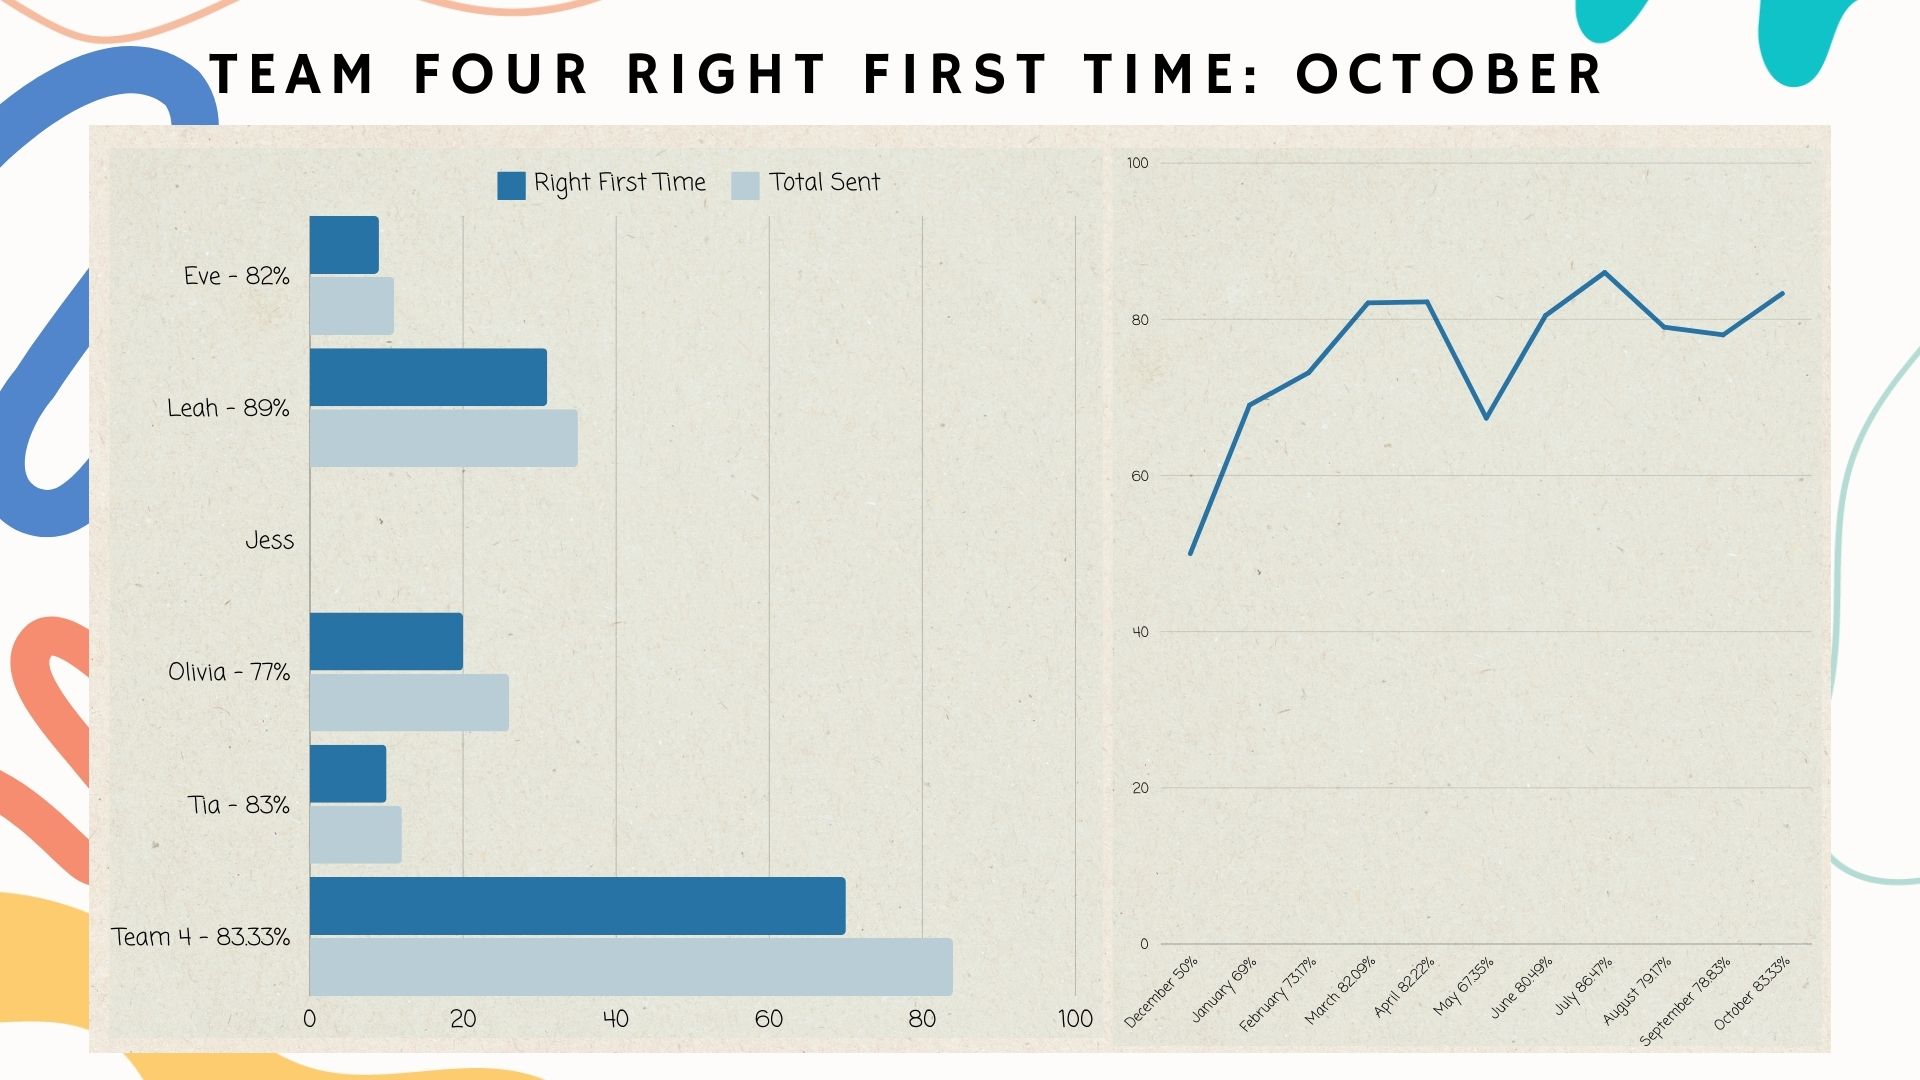 TEAM FOUR RIGHT FIRST TIME: OCTOBER
Right First Time Total Sent
Eve - 82%
Leah - 89%
Jess
Olivia - 77%
Tia - 83%
Team 4 - 83.33%
0 20 40 60 80 100
100
80
60
40
20
0
December 50%
January 69%
February 73.17%
March 82.09%
April 82.22%
May 67.35%
June 80.49%
July 86.47%
August 79.17%
September 78.83%
October 83.33%